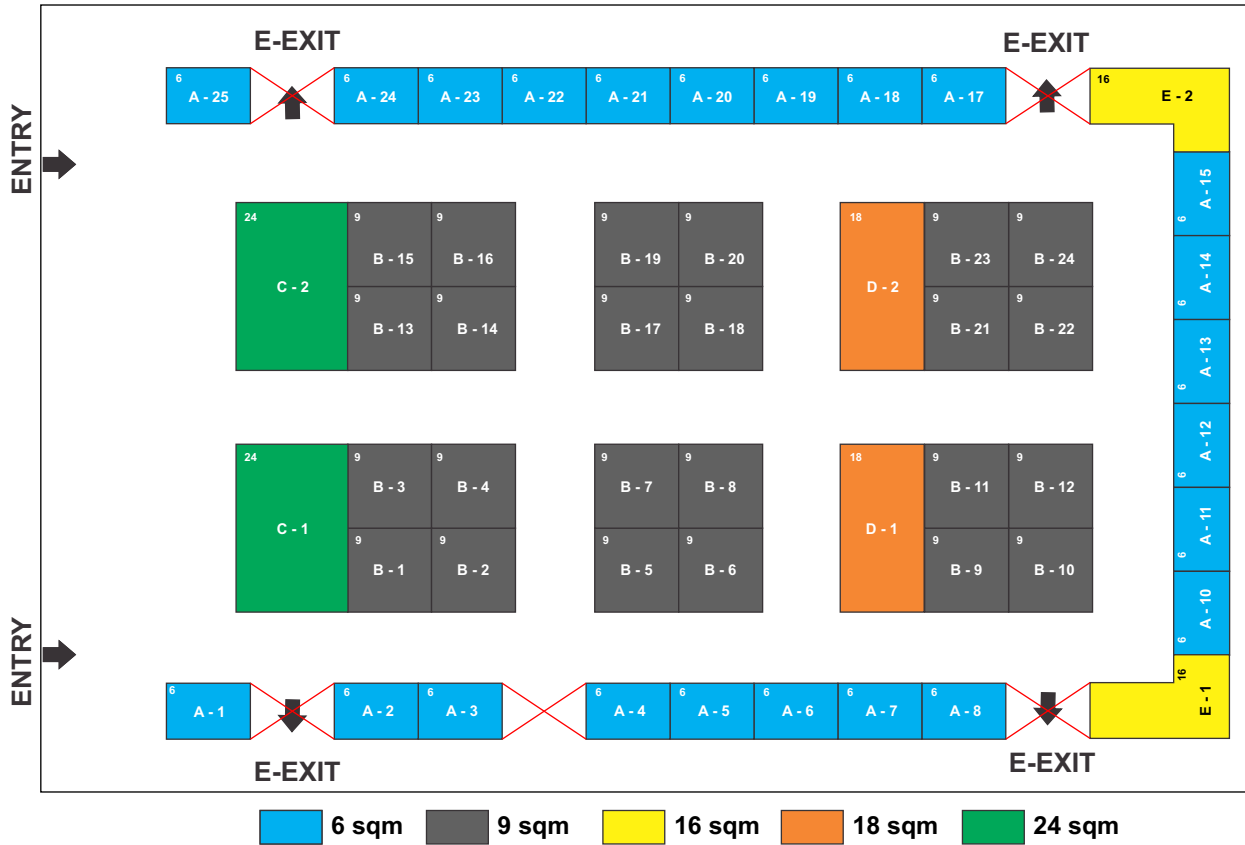 E-EXIT E-EXIT
6 A - 25
6 A - 24
6 A - 23
6 A - 22
6 A - 21
6 A - 20
6 A - 19
6 A - 18
6 A - 17
16 E - 2
ENTRY
6 A - 15
6 A - 14
6 A - 13
6 A - 12
6 A - 11
6 A - 10
24 C - 2
9 B - 15
9 B - 16
9 B - 13
9 B - 14
9 B - 19
9 B - 20
9 B - 17
9 B - 18
18 D - 2
9 B - 23
9 B - 24
9 B - 21
9 B - 22
24 C - 1
9 B - 3
9 B - 4
9 B - 1
9 B - 2
9 B - 7
9 B - 8
9 B - 5
9 B - 6
18 D - 1
9 B - 11
9 B - 12
9 B - 9
9 B - 10
ENTRY
6 A - 1
6 A - 2
6 A - 3
6 A - 4
6 A - 5
6 A - 6
6 A - 7
6 A - 8
16 E - 1
E-EXIT E-EXIT
6 sqm 9 sqm 16 sqm 18 sqm 24 sqm